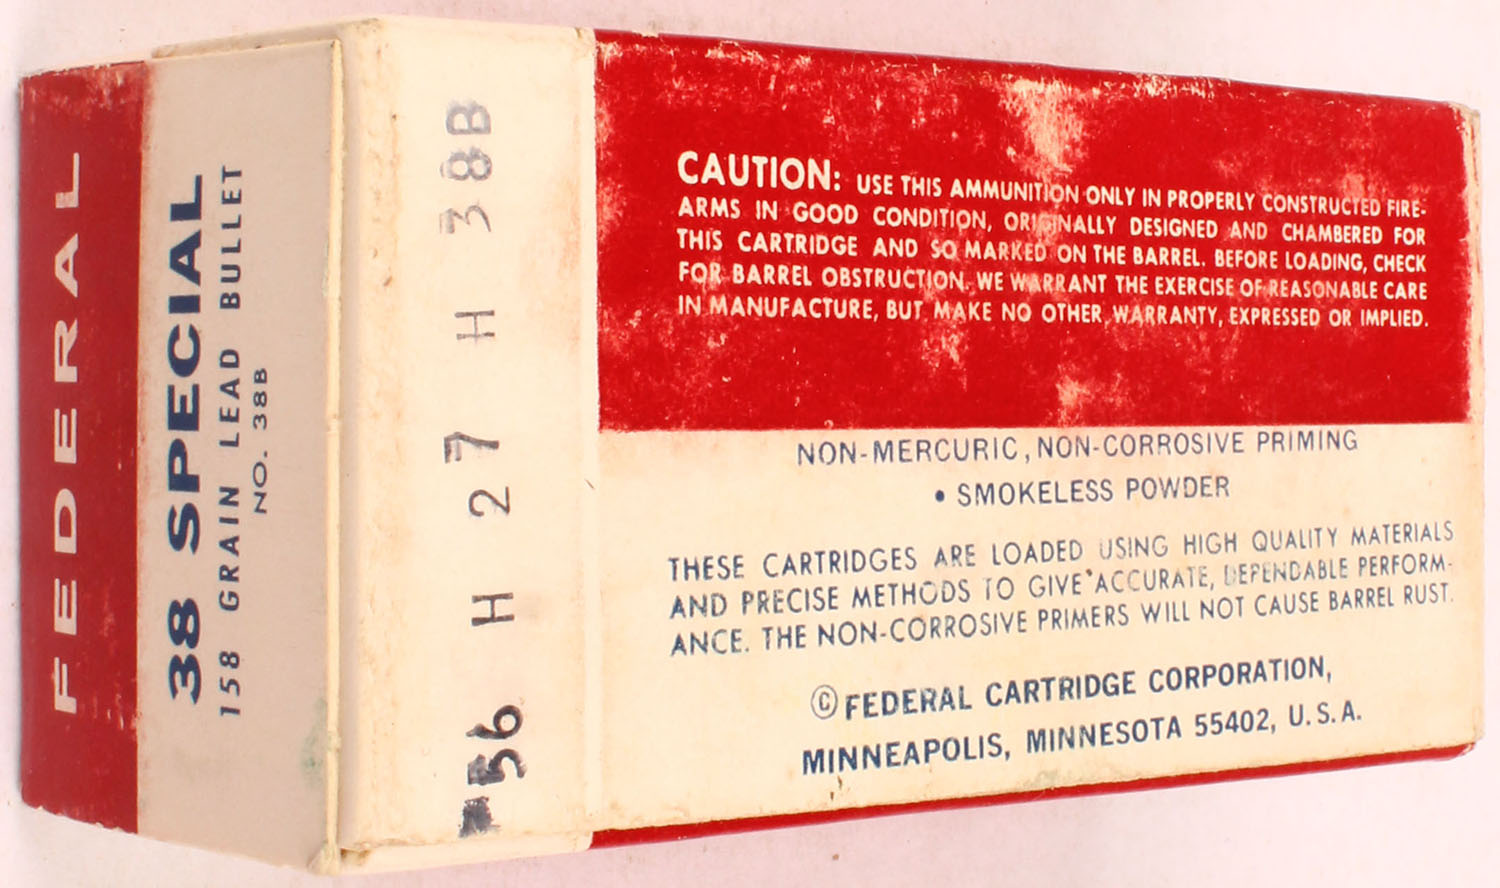 FEDERAL
38 SPECIAL
158 GRAIN LEAD BULLET
NO. 38B
56 H 27 H 38B
CAUTION: USE THIS AMMUNITION ONLY IN PROPERLY CONSTRUCTED FIRE-
ARMS IN GOOD CONDITION, ORIGINALLY DESIGNED AND CHAMBERED FOR
THIS CARTRIDGE AND SO MARKED ON THE BARREL. BEFORE LOADING, CHECK
FOR BARREL OBSTRUCTION. WE WARRANT THE EXERCISE OF REASONABLE CARE
IN MANUFACTURE, BUT MAKE NO OTHER WARRANTY, EXPRESSED OR IMPLIED.
NON-MERCURIC, NON-CORROSIVE PRIMING
• SMOKELESS POWDER
THESE CARTRIDGES ARE LOADED USING HIGH QUALITY MATERIALS
AND PRECISE METHODS TO GIVE ACCURATE, DEPENDABLE PERFORM-
ANCE. THE NON-CORROSIVE PRIMERS WILL NOT CAUSE BARREL RUST.
© FEDERAL CARTRIDGE CORPORATION,
MINNEAPOLIS, MINNESOTA 55402, U.S.A.